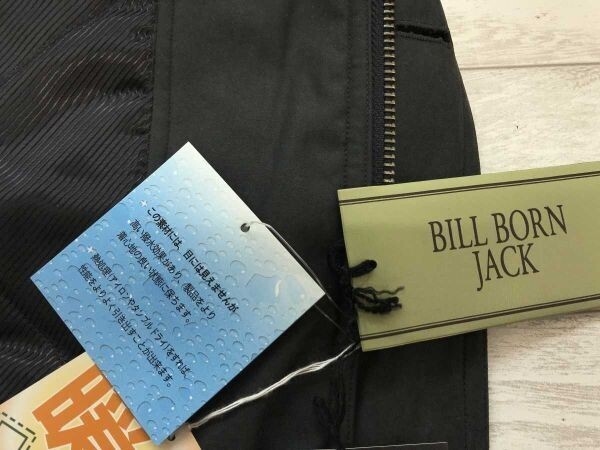 この素材には、目には見えませんが、
高い撥水効果があり、製品をより
着心地の良い状態に保ちます。
熱処理(アイロンやタンブルドライ)をすれば、
性能をよりよく引き出すことが出来ます。
BILL BORN
JACK
暖